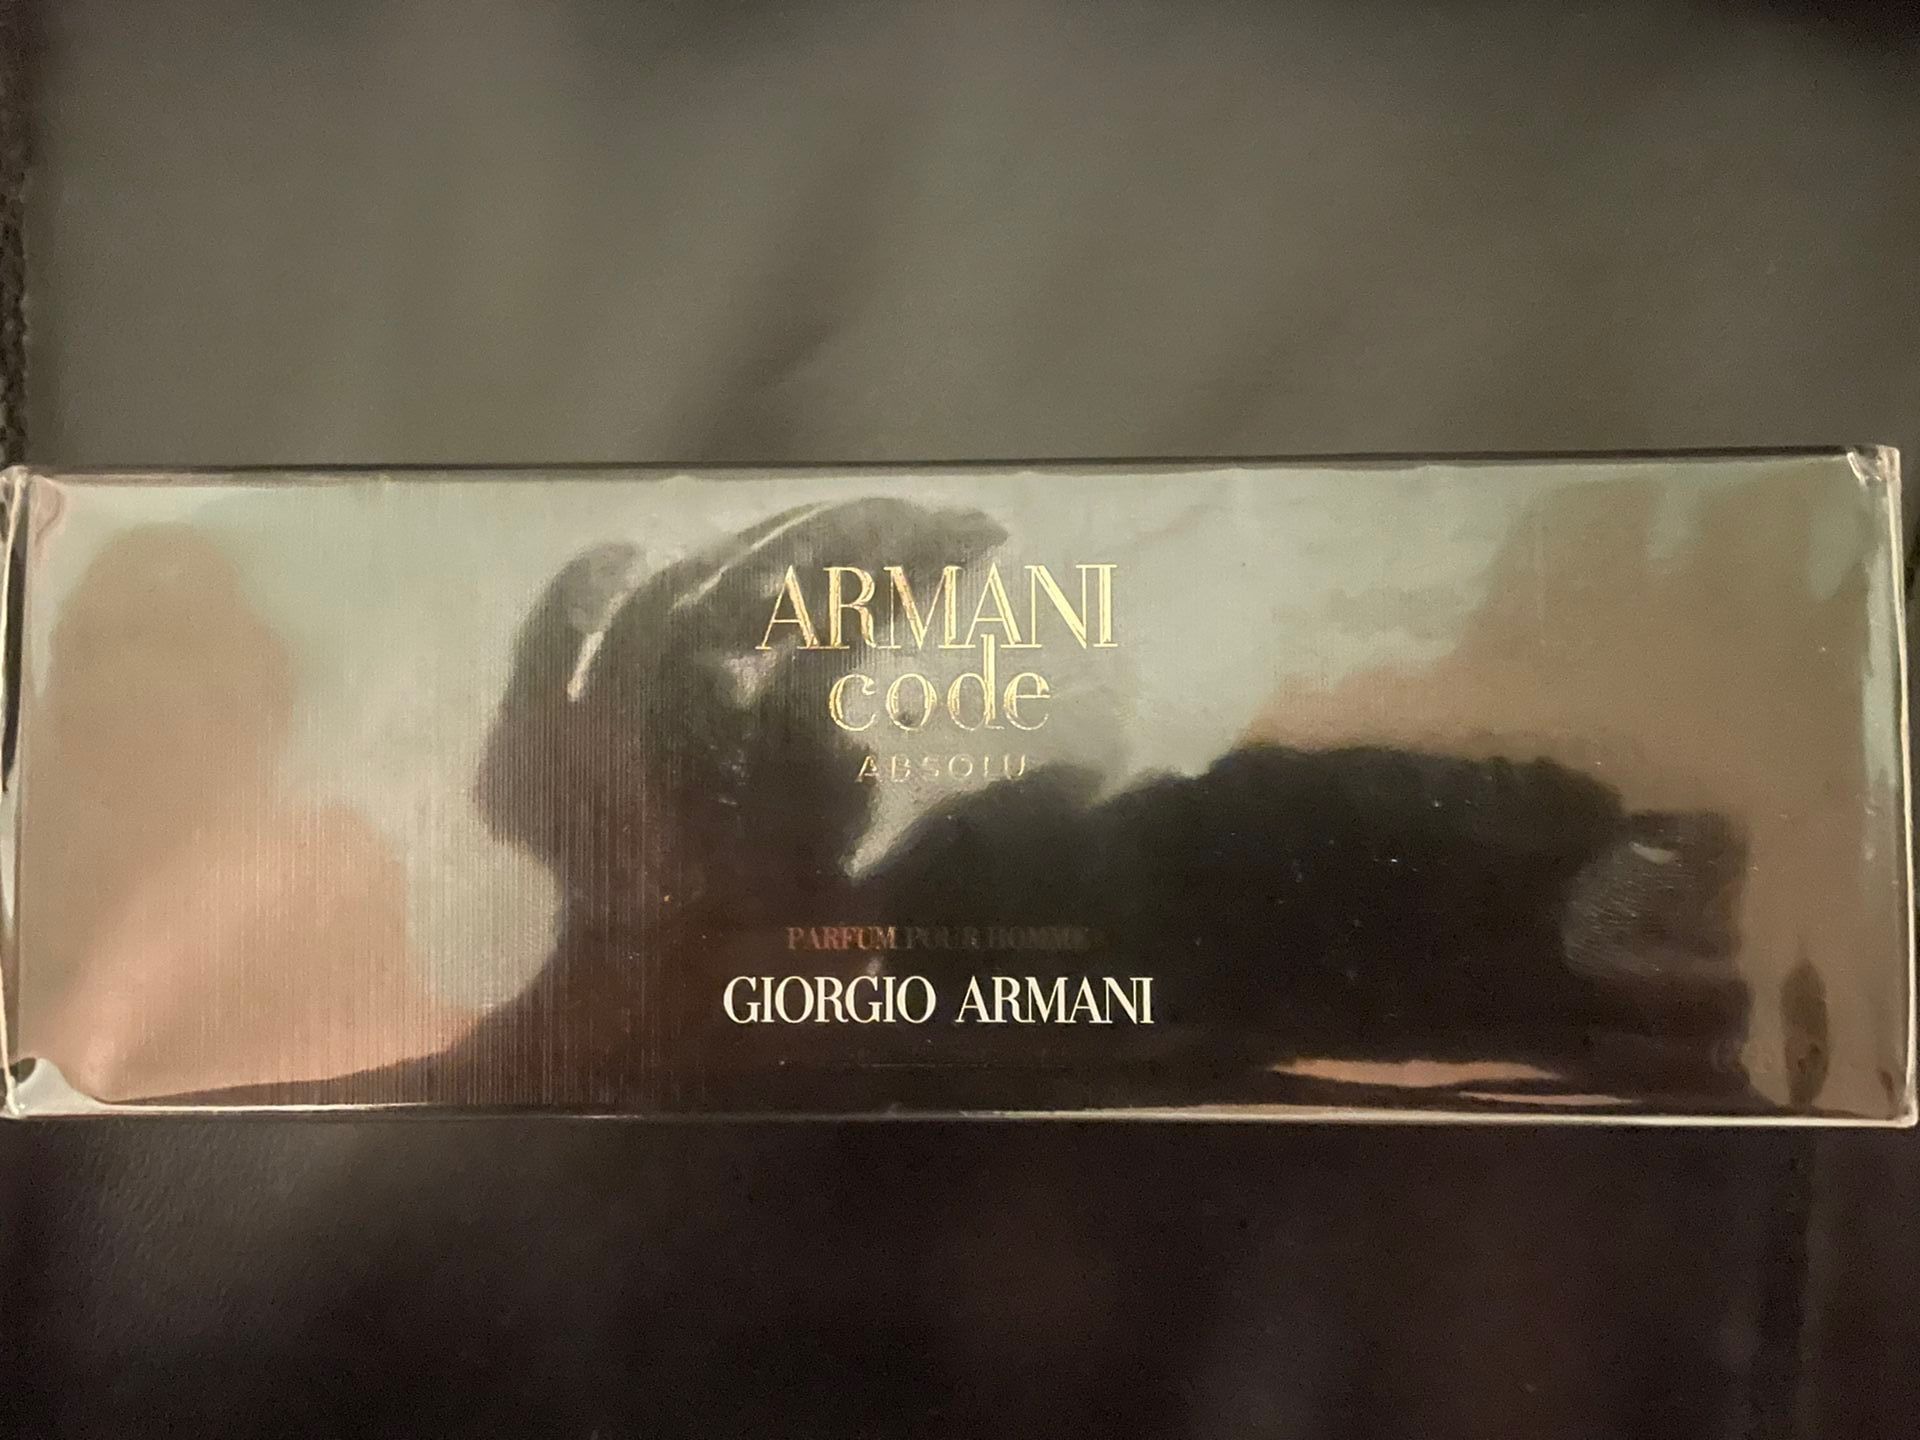 ARMANI
code
ABSOLU
PARFUM POUR HOMME
GIORGIO ARMANI